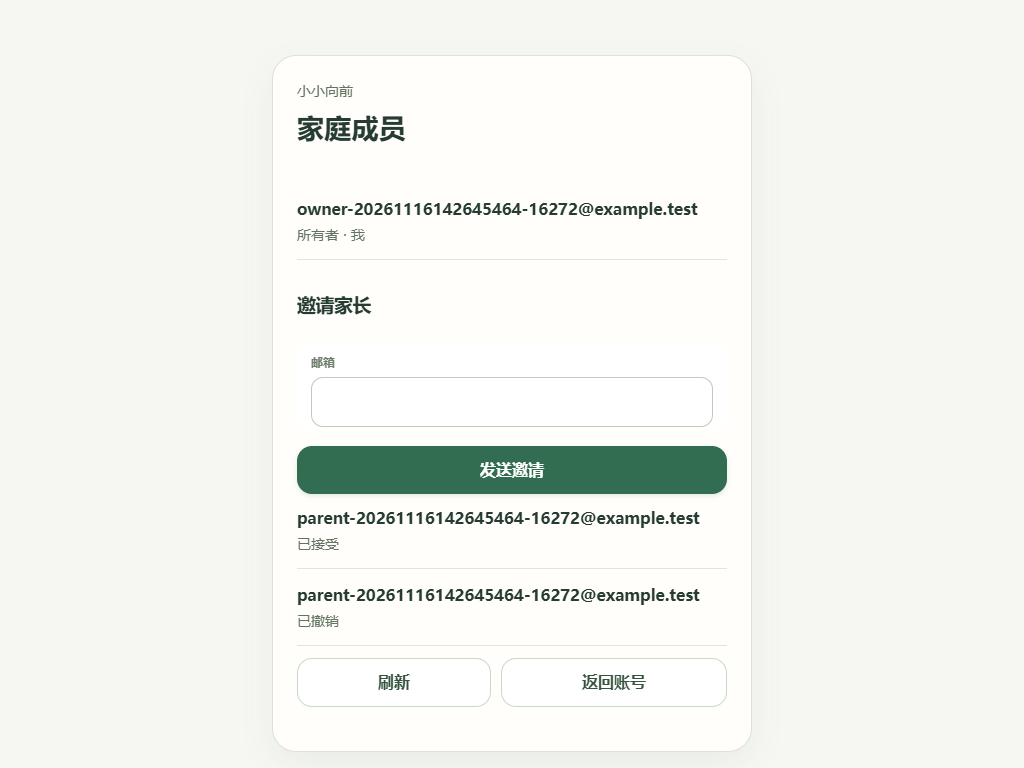 小小向前
家庭成员
owner-20261116142645464-16272@example.test
所有者 · 我
邀请家长
邮箱
发送邀请
parent-20261116142645464-16272@example.test
已接受
parent-20261116142645464-16272@example.test
已撤销
刷新
返回账号